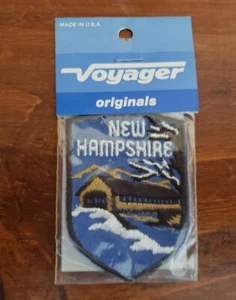 MADE IN U.S.A.
Voyager
originals
NEW
HAMPSHIRE